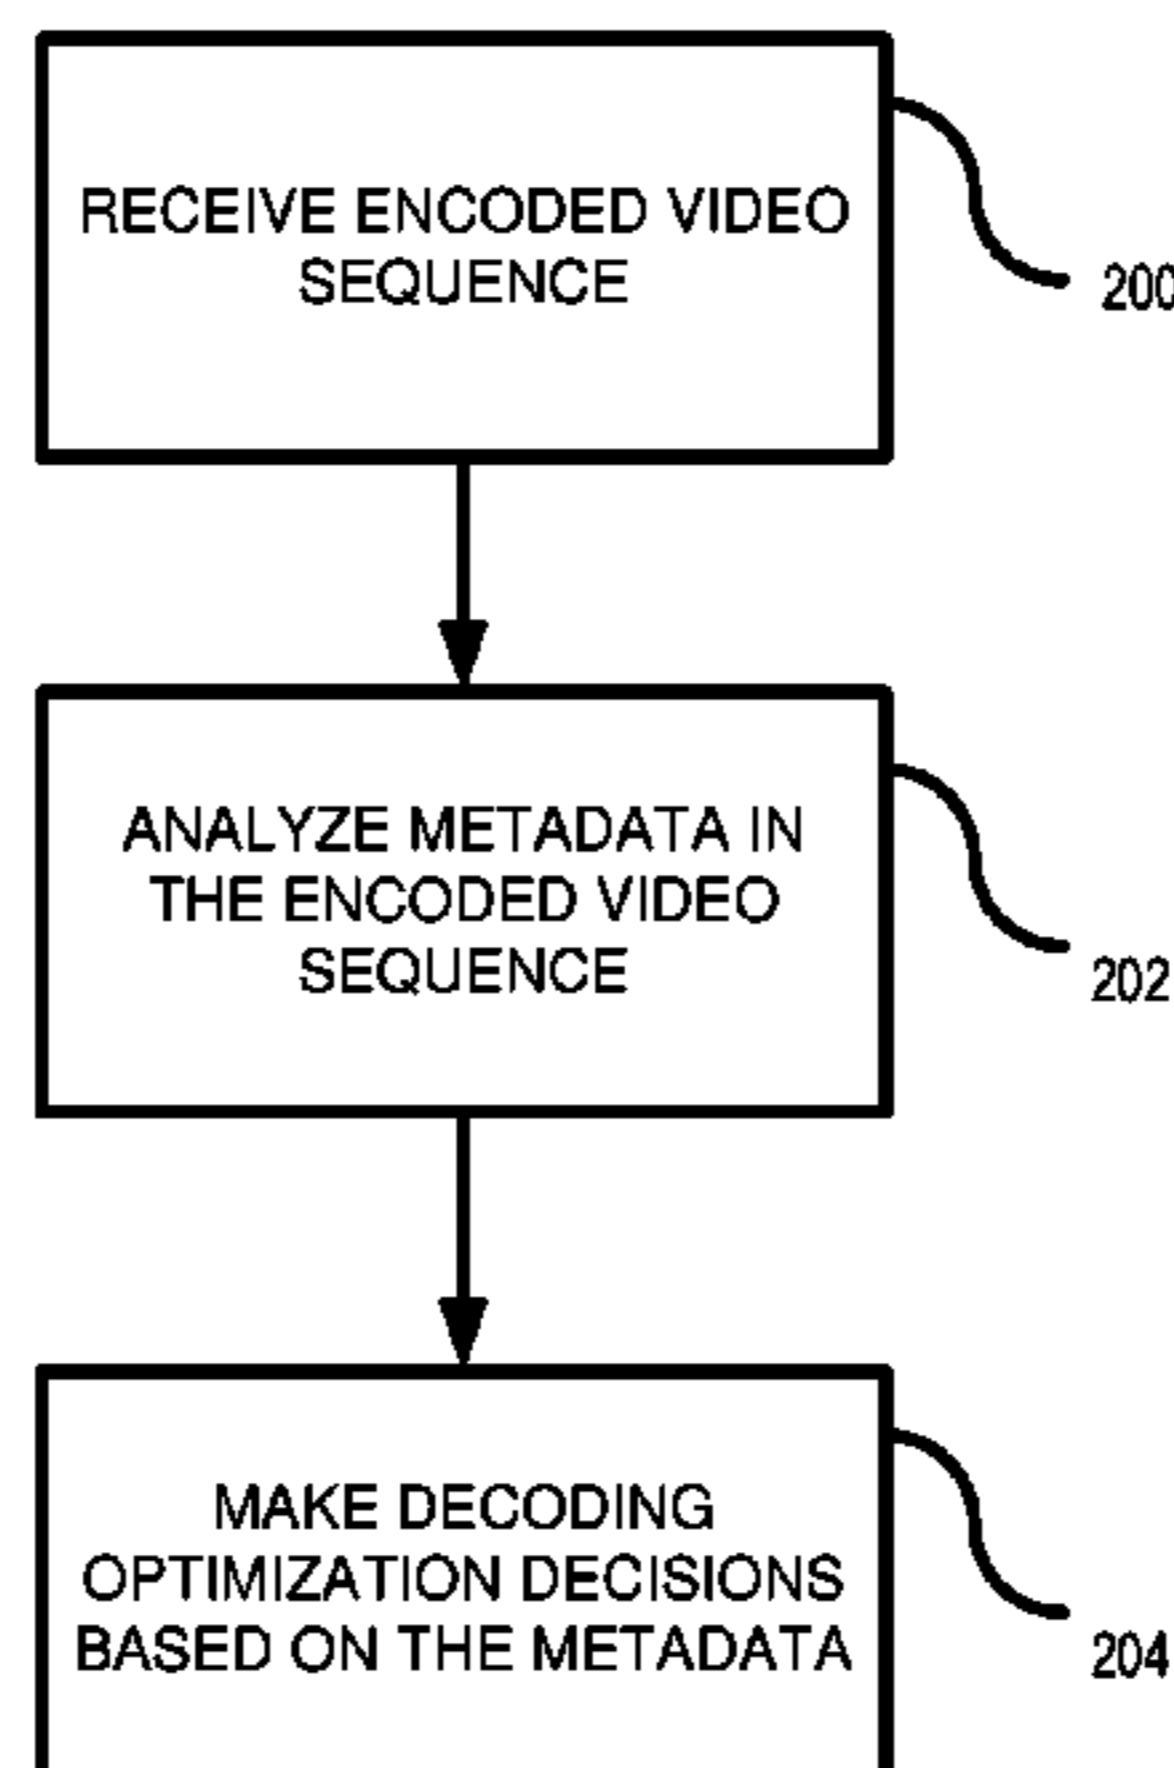 RECEIVE ENCODED VIDEO
SEQUENCE
200
ANALYZE METADATA IN
THE ENCODED VIDEO
SEQUENCE
202
MAKE DECODING
OPTIMIZATION DECISIONS
BASED ON THE METADATA
204